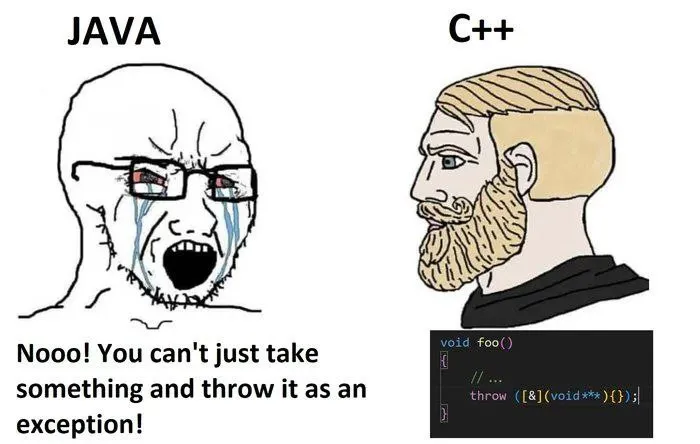 JAVA
C++
Nooo! You can't just take
something and throw it as an
exception!
void foo()
{
// ...
throw ([&](void***){});
}